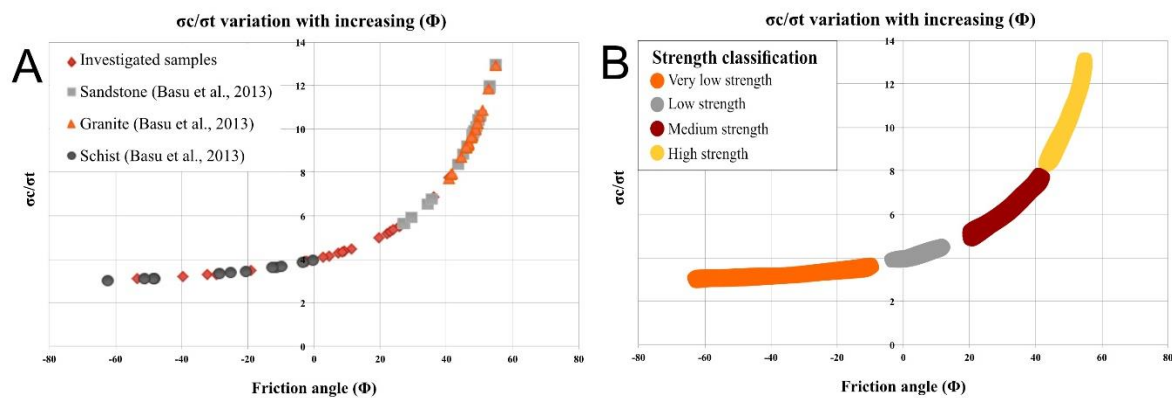 σc/σt variation with increasing (Φ)
A
Investigated samples
Sandstone (Basu et al., 2013)
Granite (Basu et al., 2013)
Schist (Basu et al., 2013)
σc/σt
14
12
10
8
6
4
2
0
-80 -60 -40 -20 0 20 40 60 80
Friction angle (Φ)
σc/σt variation with increasing (Φ)
B
Strength classification
Very low strength
Low strength
Medium strength
High strength
σc/σt
14
12
10
8
6
4
2
0
-80 -60 -40 -20 0 20 40 60 80
Friction angle (Φ)